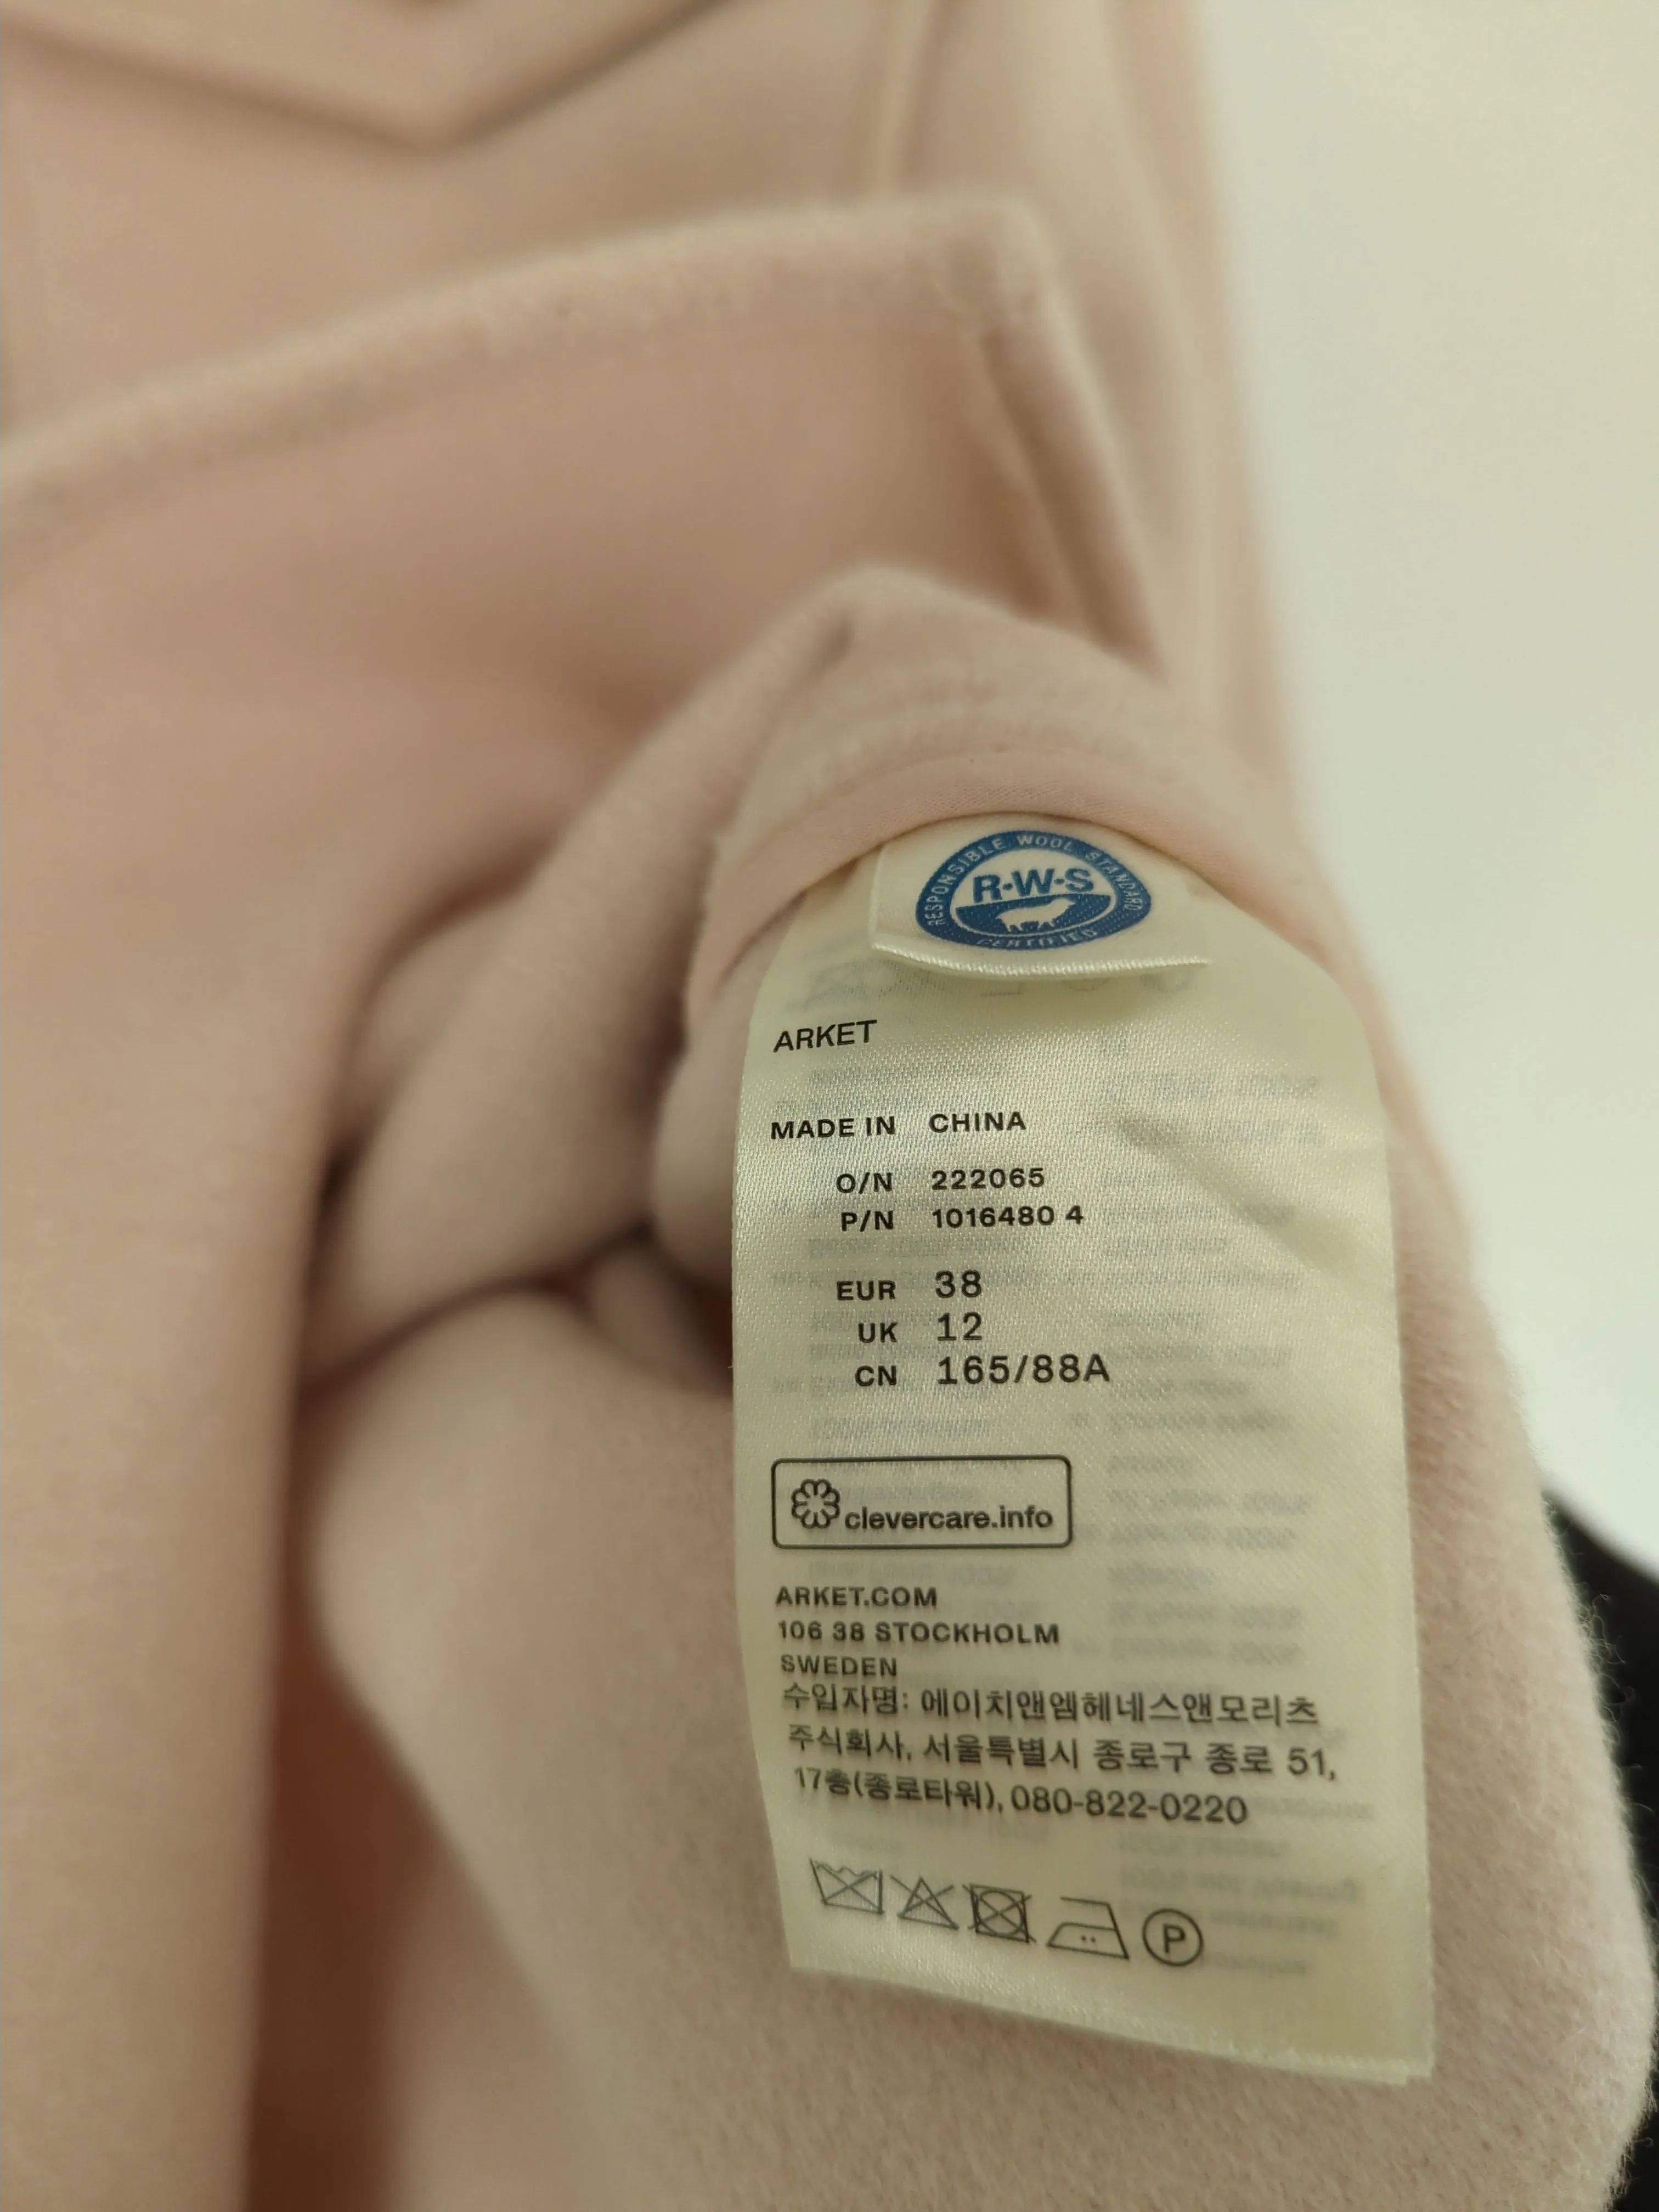 RESPONSIBLE WOOL STANDARD
R·W·S
CERTIFIED
ARKET
MADE IN CHINA
O/N 222065
P/N 1016480 4
EUR 38
UK 12
CN 165/88A
clevercare.info
ARKET.COM
106 38 STOCKHOLM
SWEDEN
수입자명: 에이치앤엠헤네스앤모리츠
주식회사, 서울특별시 종로구 종로 51,
17층(종로타워), 080-822-0220
P